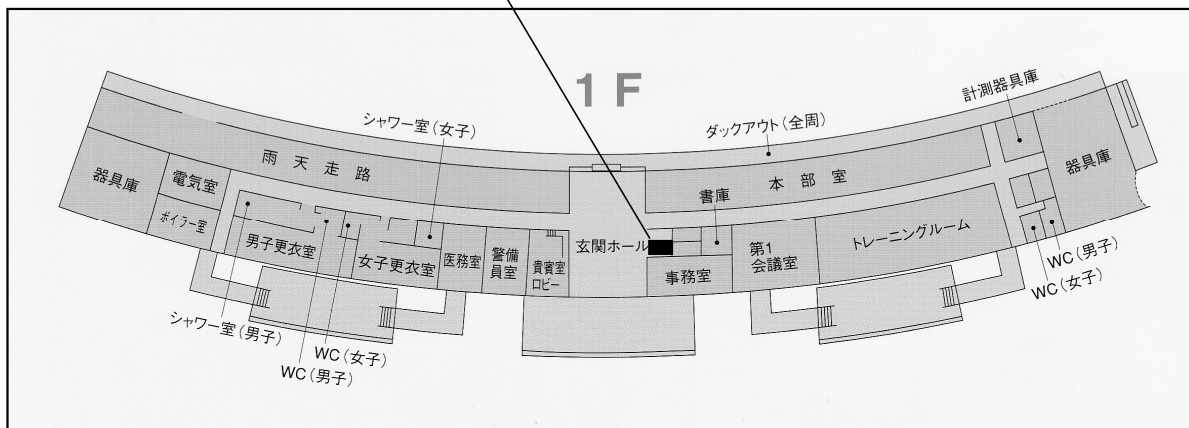 1F
計測器具庫
シャワー室（女子）
ダックアウト（全周）
雨 天 走 路
本 部 室
器具庫
電気室
書庫
器具庫
ボイラー室
男子更衣室
女子更衣室
医務室
警備
員室
貴賓室
ロビー
玄関ホール
事務室
第1
会議室
トレーニングルーム
WC（男子）
WC（女子）
シャワー室（男子）
WC（女子）
WC（男子）